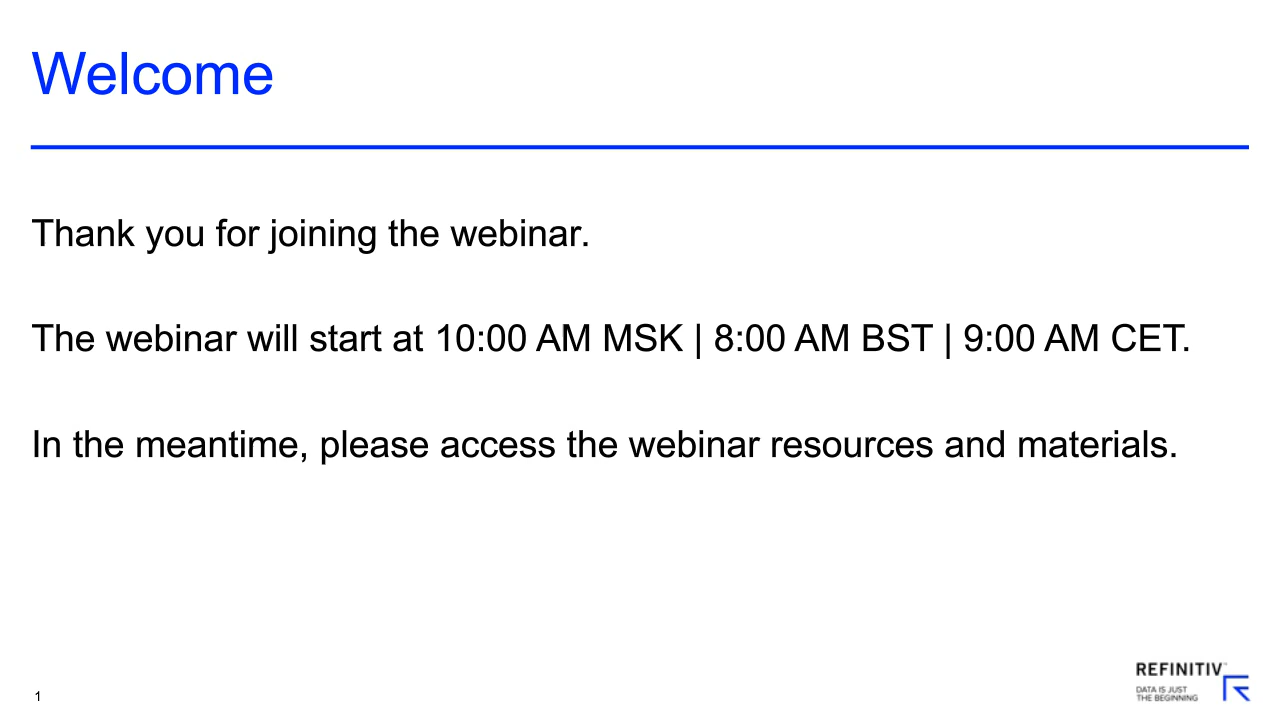 Welcome
Thank you for joining the webinar.
The webinar will start at 10:00 AM MSK | 8:00 AM BST | 9:00 AM CET.
In the meantime, please access the webinar resources and materials.
1
REFINITIV™
DATA IS JUST
THE BEGINNING